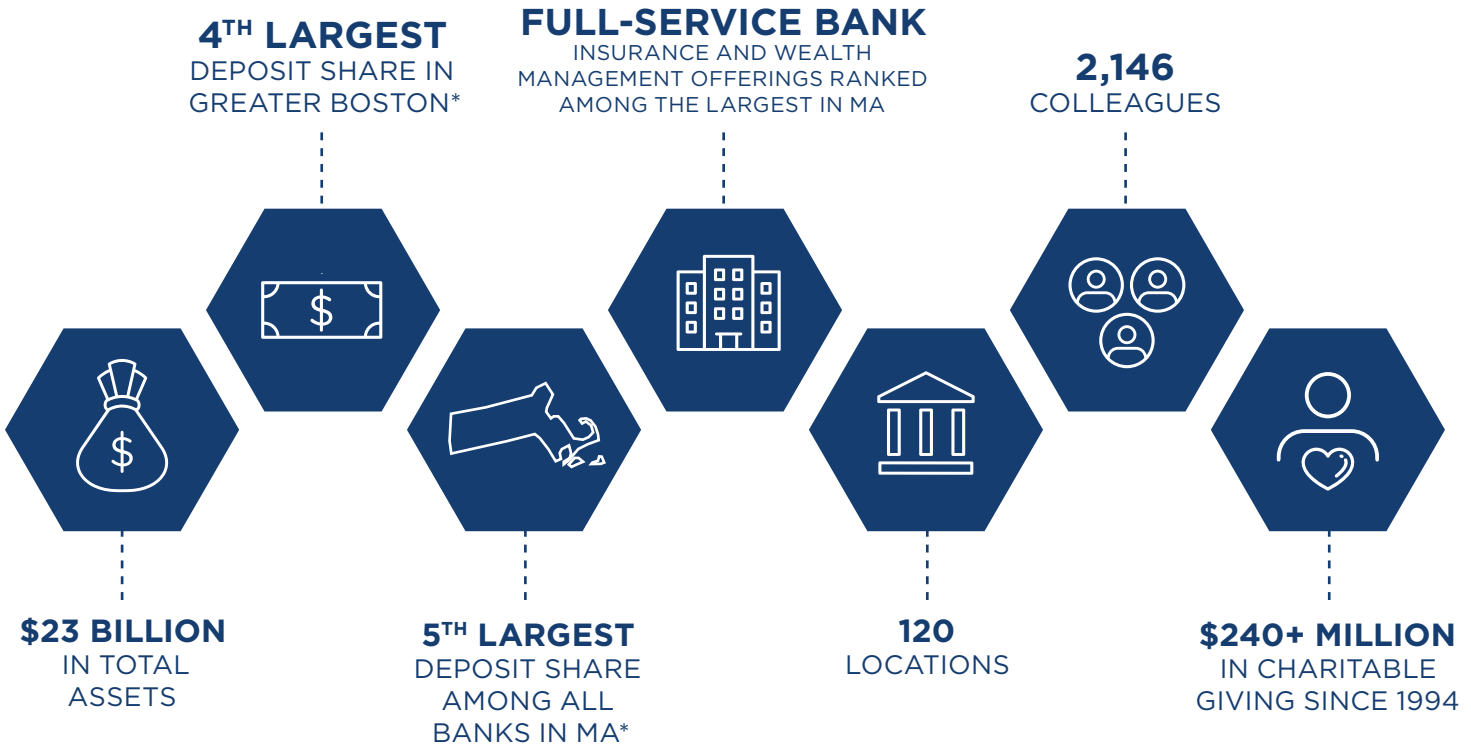 4TH LARGEST
DEPOSIT SHARE IN
GREATER BOSTON*
FULL-SERVICE BANK
INSURANCE AND WEALTH
MANAGEMENT OFFERINGS RANKED
AMONG THE LARGEST IN MA
2,146
COLLEAGUES
$
$
$23 BILLION
IN TOTAL
ASSETS
5TH LARGEST
DEPOSIT SHARE
AMONG ALL
BANKS IN MA*
120
LOCATIONS
$240+ MILLION
IN CHARITABLE
GIVING SINCE 1994